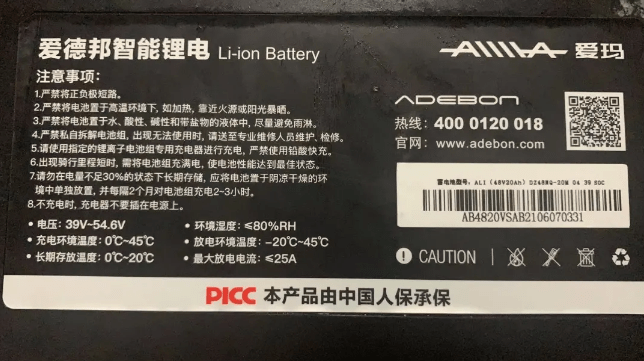 爱德邦智能锂电 Li-ion Battery
AIMA 爱玛
注意事项:
1.严禁将正负极短路。
2.严禁将电池置于高温环境下,如加热,靠近火源或阳光暴晒。
3.严禁将电池置于水、酸性、碱性和带盐物的液体中,尽量避免雨淋。
4.严禁私自拆解电池组,出现无法使用时,请送至专业维修人员维护,检修。
5.请使用指定的锂离子电池组专用充电器进行充电,严禁使用铅酸快充。
6.出现骑行里程短时,需将电池组充满电,使电池性能达到最佳状态。
7.请勿在电量不足30%的状态下长期存储,应将电池置于阴凉干燥的环
境中单独放置,并每隔2个月对电池组充电2~3小时。
8.不充电时,充电器不要插在电源上。
• 电压: 39V~54.6V
• 环境湿度: ≤80%RH
• 充电环境温度: 0℃~45℃
• 放电环境温度: -20℃~45℃
• 长期存放温度: 0℃~20℃
• 最大放电电流: ≤25A
ADEBON
热线: 400 0120 018
官网: www.adebon.com
蓄电池型号: ALI (48V20Ah)
AB4820VSAB2106070331
CAUTION
PICC 本产品由中国人保承保